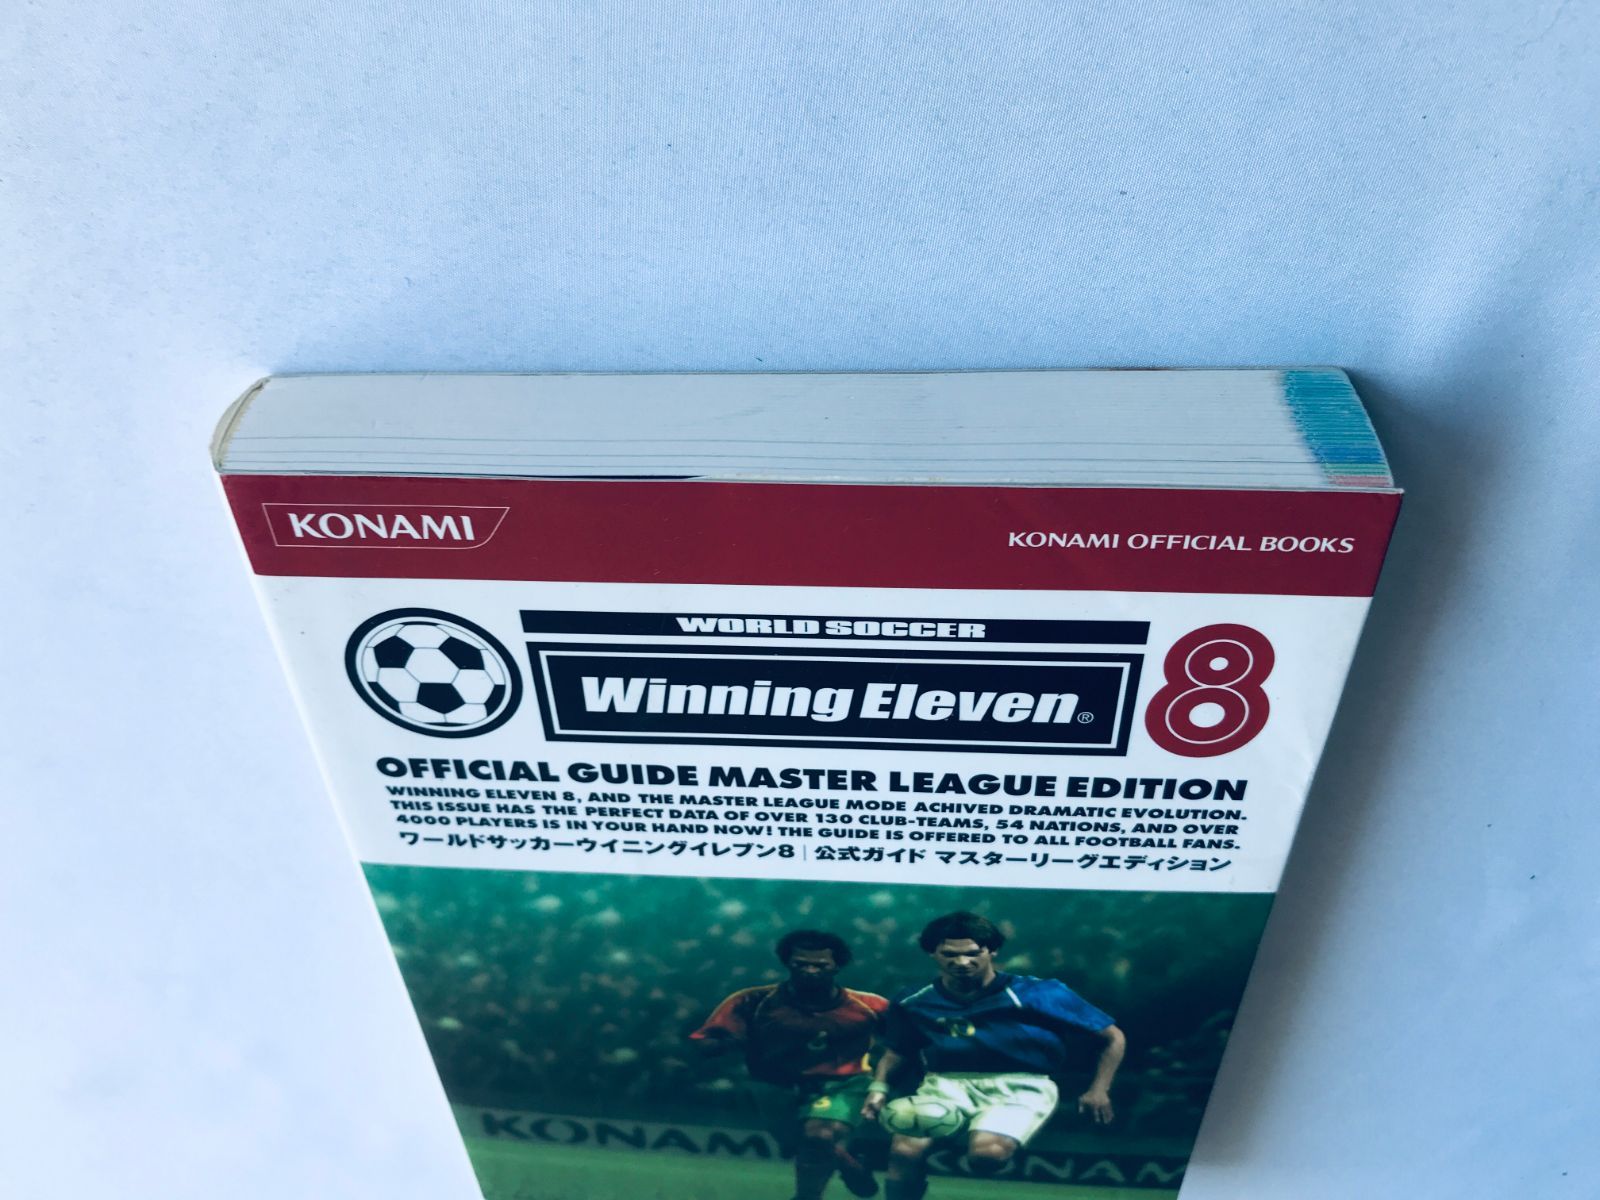 KONAMI
KONAMI OFFICIAL BOOKS
WORLD SOCCER
Winning Eleven® 8
OFFICIAL GUIDE MASTER LEAGUE EDITION
WINNING ELEVEN 8, AND THE MASTER LEAGUE MODE ACHIVED DRAMATIC EVOLUTION.
THIS ISSUE HAS THE PERFECT DATA OF OVER 130 CLUB-TEAMS, 54 NATIONS, AND OVER
4000 PLAYERS IS IN YOUR HAND NOW! THE GUIDE IS OFFERED TO ALL FOOTBALL FANS.
ワールドサッカーウイニングイレブン8 | 公式ガイド マスターリーグエディション
10
KONAMI
KONAMI